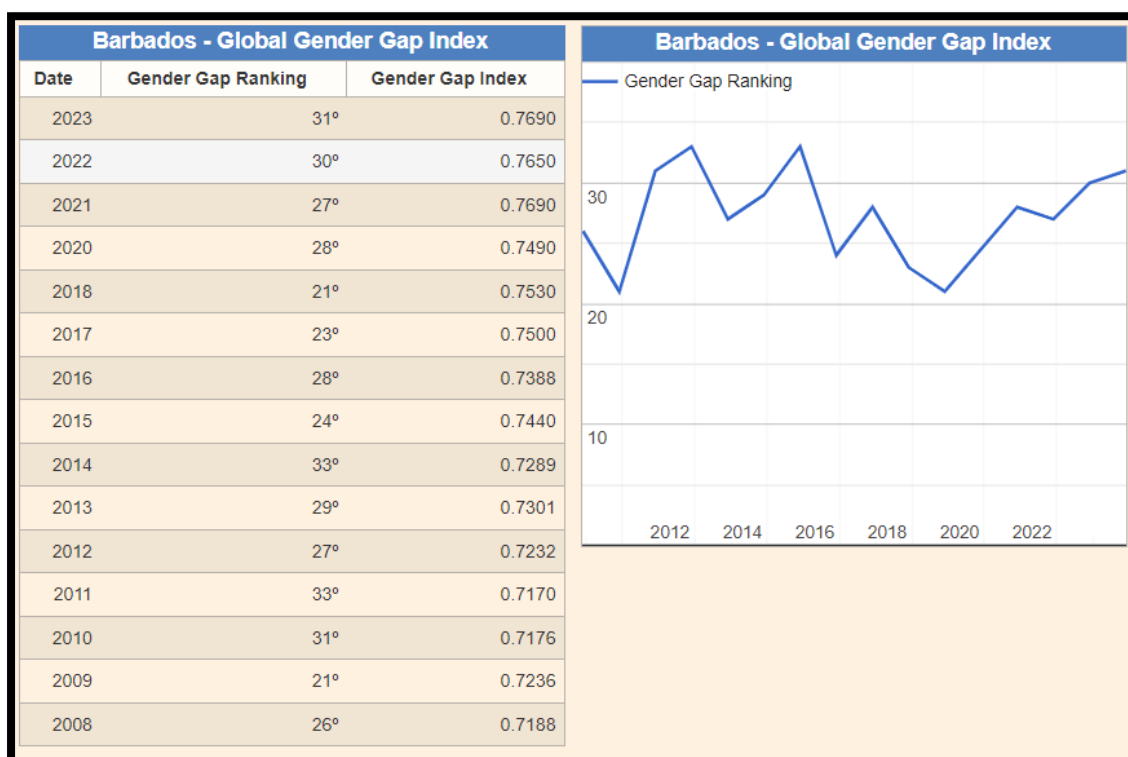 Barbados - Global Gender Gap Index
Date Gender Gap Ranking Gender Gap Index
2023 31º 0.7690
2022 30º 0.7650
2021 27º 0.7690
2020 28º 0.7490
2018 21º 0.7530
2017 23º 0.7500
2016 28º 0.7388
2015 24º 0.7440
2014 33º 0.7289
2013 29º 0.7301
2012 27º 0.7232
2011 33º 0.7170
2010 31º 0.7176
2009 21º 0.7236
2008 26º 0.7188
Barbados - Global Gender Gap Index
Gender Gap Ranking
30
20
10
2012 2014 2016 2018 2020 2022